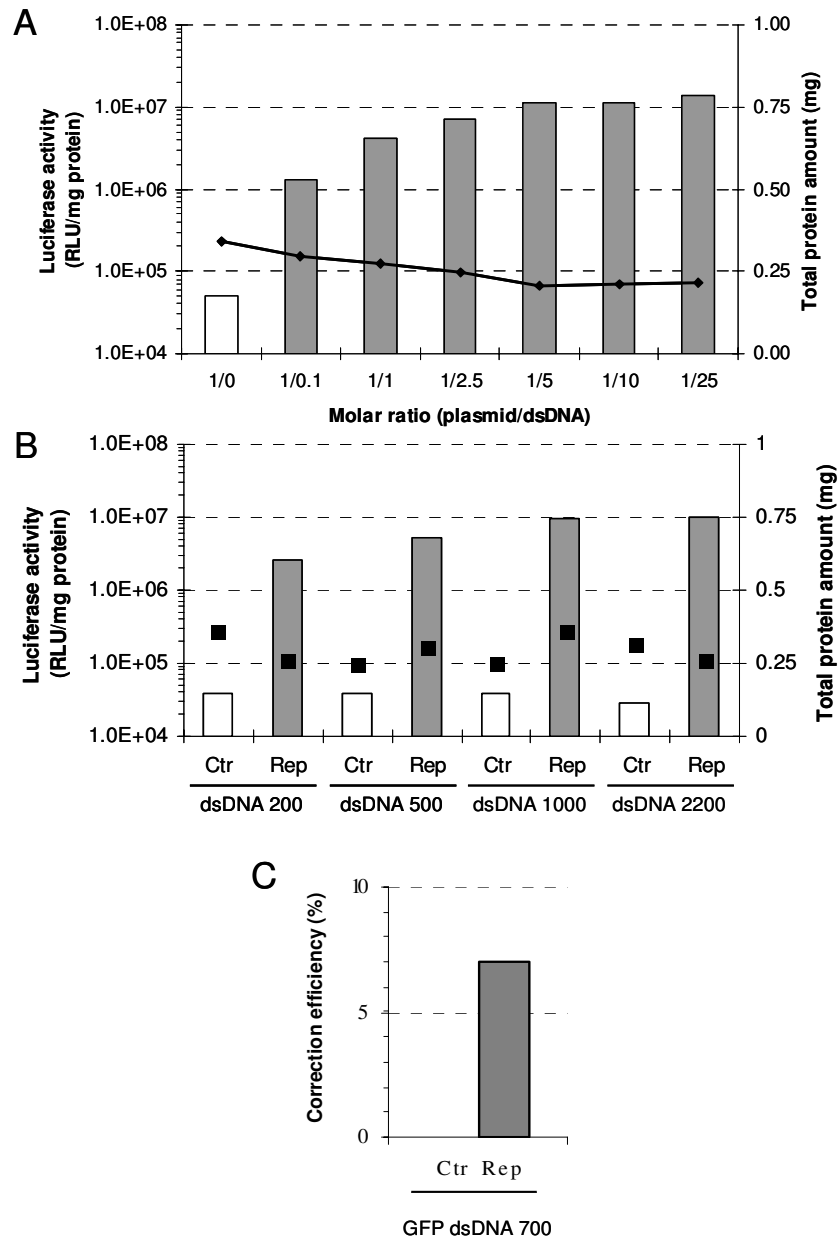 A
1.0E+08
1.0E+07
1.0E+06
1.0E+05
1.0E+04
Luciferase activity
(RLU/mg protein)
1.00
0.75
0.50
0.25
0.00
Total protein amount (mg)
1/0 1/0.1 1/1 1/2.5 1/5 1/10 1/25
Molar ratio (plasmid/dsDNA)
B
1.0E+08
1.0E+07
1.0E+06
1.0E+05
1.0E+04
Luciferase activity
(RLU/mg protein)
1
0.75
0.5
0.25
0
Total protein amount (mg)
Ctr Rep Ctr Rep Ctr Rep Ctr Rep
dsDNA 200 dsDNA 500 dsDNA 1000 dsDNA 2200
C
10
5
0
Correction efficiency (%)
Ctr Rep
GFP dsDNA 700